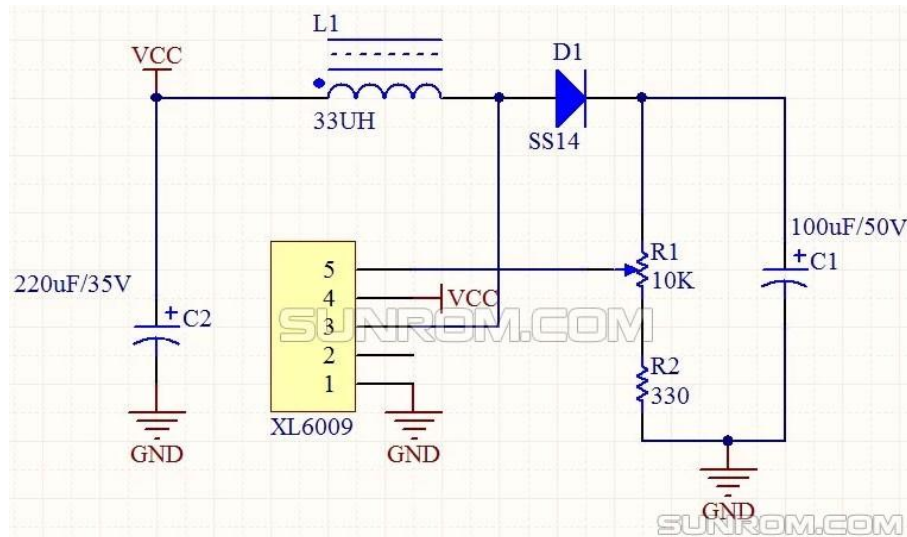 L1
VCC
33UH
D1
SS14
220uF/35V
C2
GND
5
4
3
2
1
VCC
XL6009
GND
R1
10K
R2
330
100uF/50V
C1
GND
SUNROM.COM
SUNROM.COM